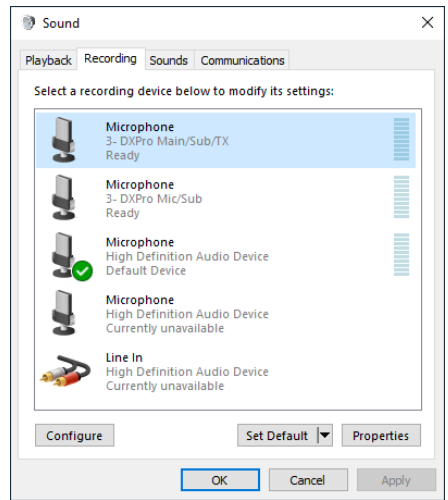 Sound
Playback Recording Sounds Communications
Select a recording device below to modify its settings:
Microphone
3- DXPro Main/Sub/TX
Ready
Microphone
3- DXPro Mic/Sub
Ready
Microphone
High Definition Audio Device
Default Device
Microphone
High Definition Audio Device
Currently unavailable
Line In
High Definition Audio Device
Currently unavailable
Configure Set Default Properties
OK Cancel Apply